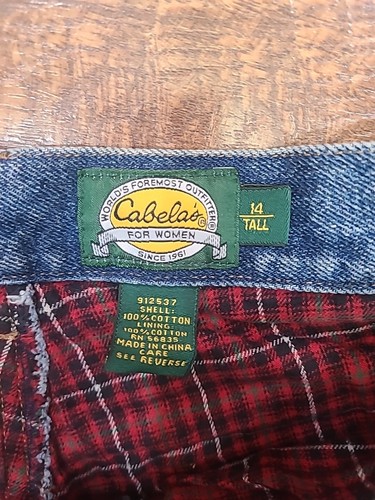 WORLD'S FOREMOST OUTFITTER®
Cabela's®
FOR WOMEN
SINCE 1961
14
TALL
912537
SHELL:
100% COTTON
LINING:
100% COTTON
RN 56835
MADE IN CHINA
CARE
SEE REVERSE